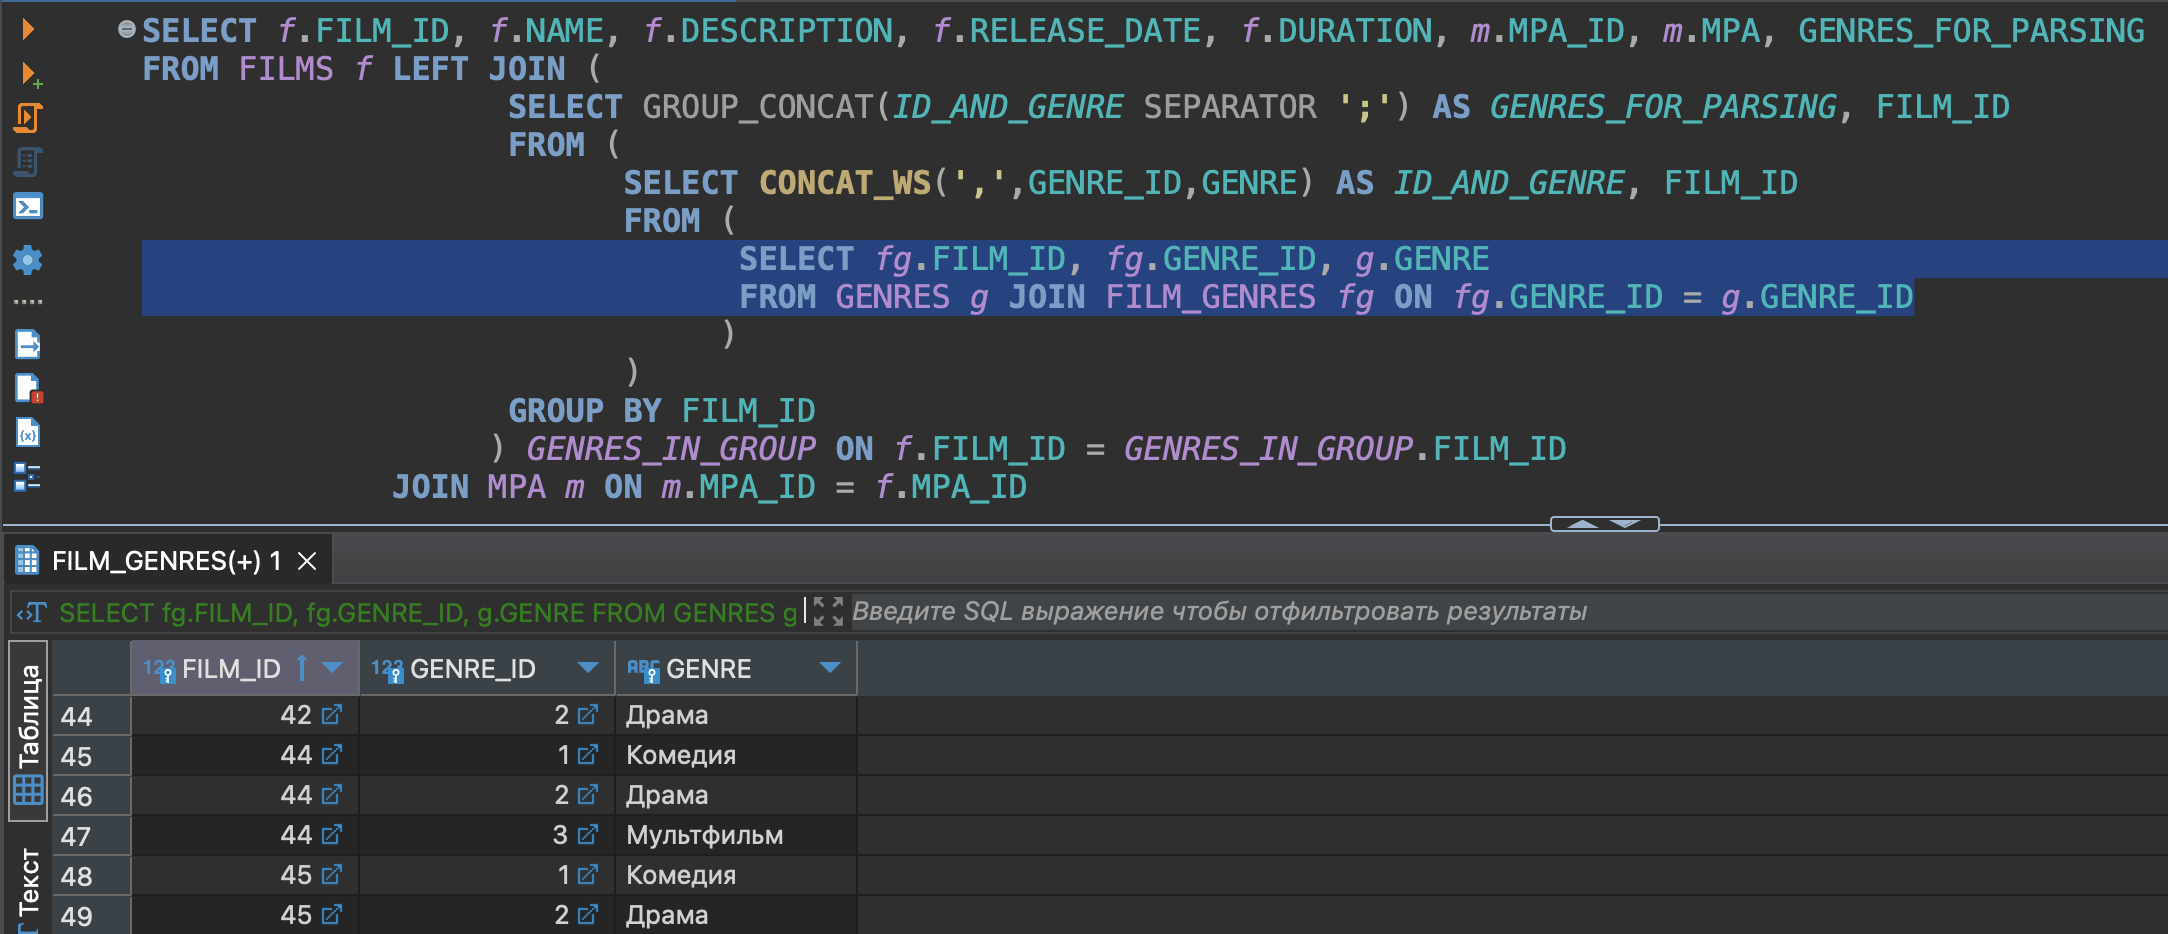 SELECT f.FILM_ID, f.NAME, f.DESCRIPTION, f.RELEASE_DATE, f.DURATION, m.MPA_ID, m.MPA, GENRES_FOR_PARSING
FROM FILMS f LEFT JOIN (
SELECT GROUP_CONCAT(ID_AND_GENRE SEPARATOR ';') AS GENRES_FOR_PARSING, FILM_ID
FROM (
SELECT CONCAT_WS(',',GENRE_ID,GENRE) AS ID_AND_GENRE, FILM_ID
FROM (
SELECT fg.FILM_ID, fg.GENRE_ID, g.GENRE
FROM GENRES g JOIN FILM_GENRES fg ON fg.GENRE_ID = g.GENRE_ID
)
)
GROUP BY FILM_ID
) GENRES_IN_GROUP ON f.FILM_ID = GENRES_IN_GROUP.FILM_ID
JOIN MPA m ON m.MPA_ID = f.MPA_ID
FILM_GENRES(+) 1
SELECT fg.FILM_ID, fg.GENRE_ID, g.GENRE FROM GENRES g
Введите SQL выражение чтобы отфильтровать результаты
Таблица
Текст
123 FILM_ID 123 GENRE_ID ABC GENRE
44 42 2 Драма
45 44 1 Комедия
46 44 2 Драма
47 44 3 Мультфильм
48 45 1 Комедия
49 45 2 Драма